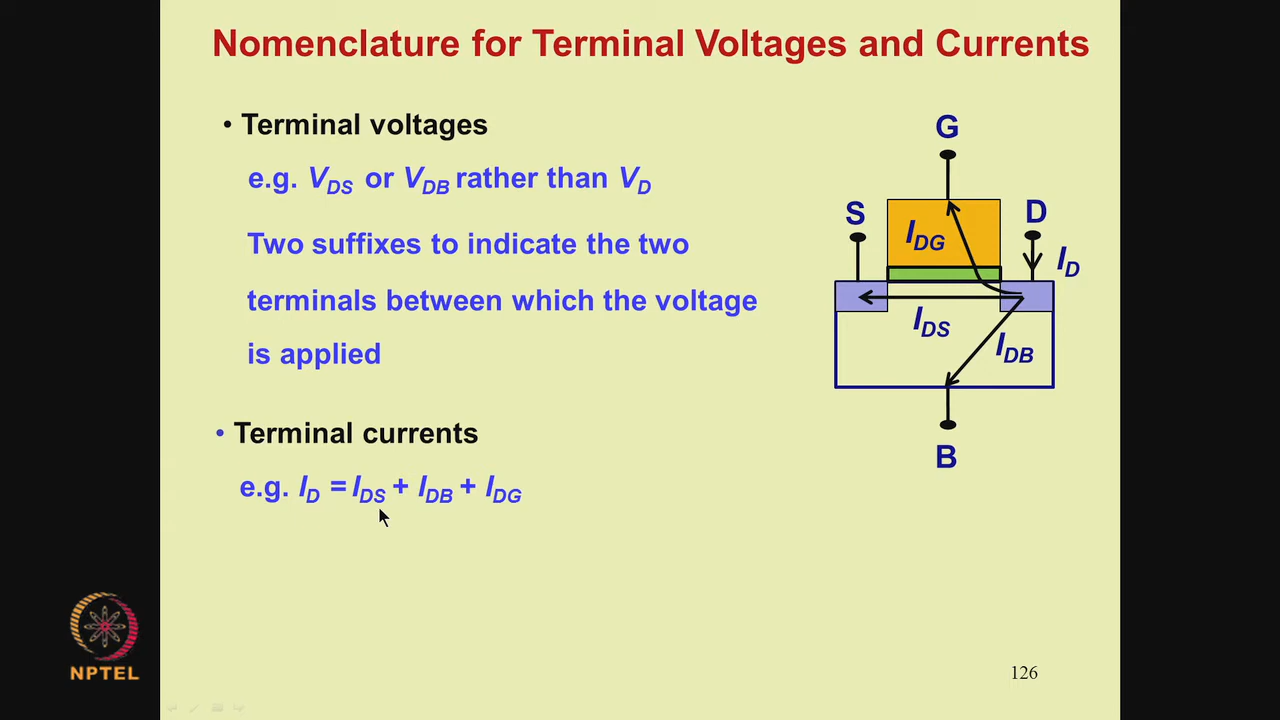 Nomenclature for Terminal Voltages and Currents
• Terminal voltages
e.g. VDS or VDB rather than VD
Two suffixes to indicate the two
terminals between which the voltage
is applied
• Terminal currents
e.g. ID = IDS + IDB + IDG
G
S
D
IDG
ID
IDS
IDB
B
NPTEL
126